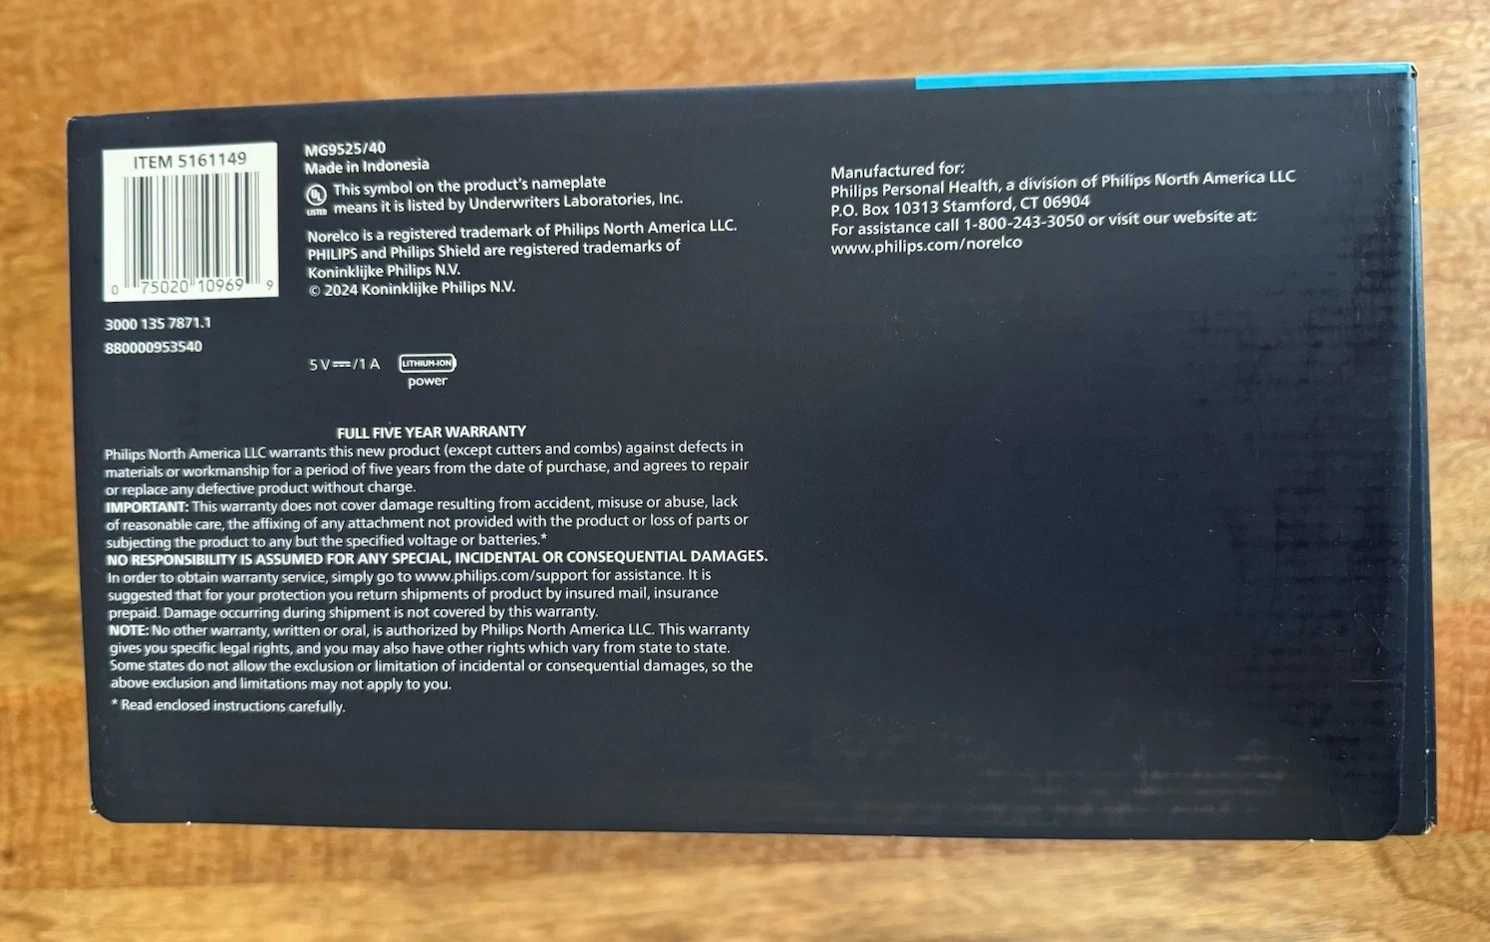 ITEM 5161149
0 75020 10969 9
3000 135 7871.1
880000953540
MG9525/40
Made in Indonesia
UL
LISTED
This symbol on the product's nameplate
means it is listed by Underwriters Laboratories, Inc.
Norelco is a registered trademark of Philips North America LLC.
PHILIPS and Philips Shield are registered trademarks of
Koninklijke Philips N.V.
© 2024 Koninklijke Philips N.V.
5 V⎓/1 A
LITHIUM-ION
power
Manufactured for:
Philips Personal Health, a division of Philips North America LLC
P.O. Box 10313 Stamford, CT 06904
For assistance call 1-800-243-3050 or visit our website at:
www.philips.com/norelco
FULL FIVE YEAR WARRANTY
Philips North America LLC warrants this new product (except cutters and combs) against defects in
materials or workmanship for a period of five years from the date of purchase, and agrees to repair
or replace any defective product without charge.
IMPORTANT: This warranty does not cover damage resulting from accident, misuse or abuse, lack
of reasonable care, the affixing of any attachment not provided with the product or loss of parts or
subjecting the product to any but the specified voltage or batteries.*
NO RESPONSIBILITY IS ASSUMED FOR ANY SPECIAL, INCIDENTAL OR CONSEQUENTIAL DAMAGES.
In order to obtain warranty service, simply go to www.philips.com/support for assistance. It is
suggested that for your protection you return shipments of product by insured mail, insurance
prepaid. Damage occurring during shipment is not covered by this warranty.
NOTE: No other warranty, written or oral, is authorized by Philips North America LLC. This warranty
gives you specific legal rights, and you may also have other rights which vary from state to state.
Some states do not allow the exclusion or limitation of incidental or consequential damages, so the
above exclusion and limitations may not apply to you.
* Read enclosed instructions carefully.